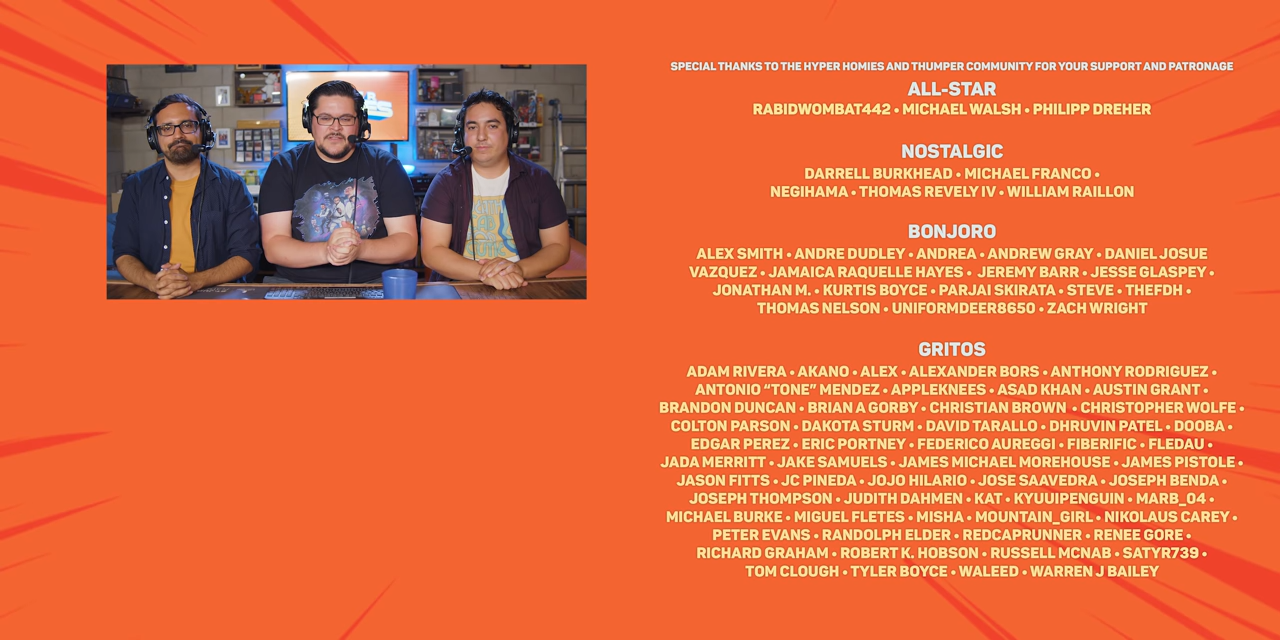 SPECIAL THANKS TO THE HYPER HOMIES AND THUMPER COMMUNITY FOR YOUR SUPPORT AND PATRONAGE
ALL-STAR
RABIDWOMBAT442 • MICHAEL WALSH • PHILIPP DREHER
NOSTALGIC
DARRELL BURKHEAD • MICHAEL FRANCO •
NEGIHAMA • THOMAS REVELY IV • WILLIAM RAILLON
BONJORO
ALEX SMITH • ANDRE DUDLEY • ANDREA • ANDREW GRAY • DANIEL JOSUE
VAZQUEZ • JAMAICA RAQUELLE HAYES • JEREMY BARR • JESSE GLASPEY •
JONATHAN M. • KURTIS BOYCE • PARJAI SKIRATA • STEVE • THEFDH •
THOMAS NELSON • UNIFORMDEER8650 • ZACH WRIGHT
GRITOS
ADAM RIVERA • AKANO • ALEX • ALEXANDER BORS • ANTHONY RODRIGUEZ •
ANTONIO “TONE” MENDEZ • APPLEKNEES • ASAD KHAN • AUSTIN GRANT •
BRANDON DUNCAN • BRIAN A GORBY • CHRISTIAN BROWN • CHRISTOPHER WOLFE •
COLTON PARSON • DAKOTA STURM • DAVID TARALLO • DHRUVIN PATEL • DOOBA •
EDGAR PEREZ • ERIC PORTNEY • FEDERICO AUREGGI • FIBERIFIC • FLEDAU •
JADA MERRITT • JAKE SAMUELS • JAMES MICHAEL MOREHOUSE • JAMES PISTOLE •
JASON FITTS • JC PINEDA • JOJO HILARIO • JOSE SAAVEDRA • JOSEPH BENDA •
JOSEPH THOMPSON • JUDITH DAHMEN • KAT • KYUUIPENGUIN • MARB_04 •
MICHAEL BURKE • MIGUEL FLETES • MISHA • MOUNTAIN_GIRL • NIKOLAUS CAREY •
PETER EVANS • RANDOLPH ELDER • REDCAPRUNNER • RENEE GORE •
RICHARD GRAHAM • ROBERT K. HOBSON • RUSSELL MCNAB • SATYR739 •
TOM CLOUGH • TYLER BOYCE • WALEED • WARREN J BAILEY